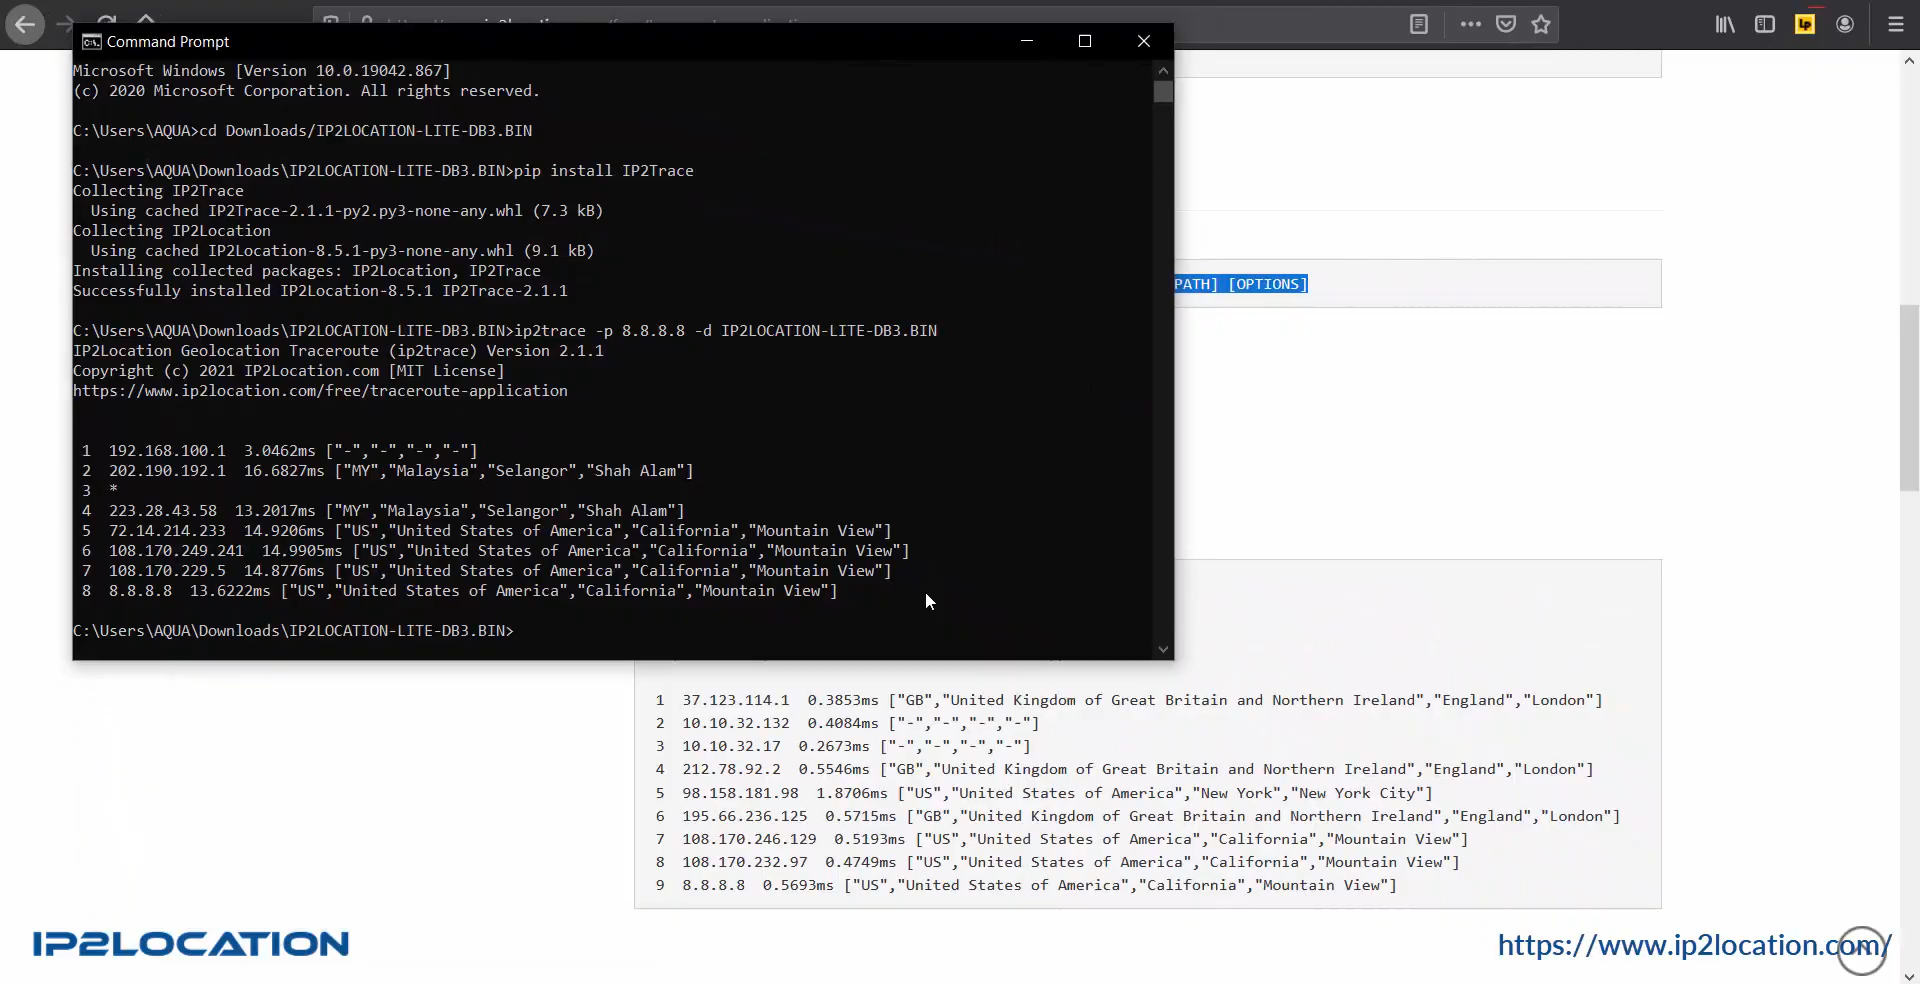 Command Prompt
Microsoft Windows [Version 10.0.19042.867]
(c) 2020 Microsoft Corporation. All rights reserved.
C:\Users\AQUA>cd Downloads/IP2LOCATION-LITE-DB3.BIN
C:\Users\AQUA\Downloads\IP2LOCATION-LITE-DB3.BIN>pip install IP2Trace
Collecting IP2Trace
Using cached IP2Trace-2.1.1-py2.py3-none-any.whl (7.3 kB)
Collecting IP2Location
Using cached IP2Location-8.5.1-py3-none-any.whl (9.1 kB)
Installing collected packages: IP2Location, IP2Trace
Successfully installed IP2Location-8.5.1 IP2Trace-2.1.1
C:\Users\AQUA\Downloads\IP2LOCATION-LITE-DB3.BIN>ip2trace -p 8.8.8.8 -d IP2LOCATION-LITE-DB3.BIN
IP2Location Geolocation Traceroute (ip2trace) Version 2.1.1
Copyright (c) 2021 IP2Location.com [MIT License]
https://www.ip2location.com/free/traceroute-application
1 192.168.100.1 3.0462ms ["-","-","-","-"]
2 202.190.192.1 16.6827ms ["MY","Malaysia","Selangor","Shah Alam"]
3 *
4 223.28.43.58 13.2017ms ["MY","Malaysia","Selangor","Shah Alam"]
5 72.14.214.233 14.9206ms ["US","United States of America","California","Mountain View"]
6 108.170.249.241 14.9905ms ["US","United States of America","California","Mountain View"]
7 108.170.229.5 14.8776ms ["US","United States of America","California","Mountain View"]
8 8.8.8.8 13.6222ms ["US","United States of America","California","Mountain View"]
C:\Users\AQUA\Downloads\IP2LOCATION-LITE-DB3.BIN>
PATH] [OPTIONS]
1 37.123.114.1 0.3853ms ["GB","United Kingdom of Great Britain and Northern Ireland","England","London"]
2 10.10.32.132 0.4084ms ["-","-","-","-"]
3 10.10.32.17 0.2673ms ["-","-","-","-"]
4 212.78.92.2 0.5546ms ["GB","United Kingdom of Great Britain and Northern Ireland","England","London"]
5 98.158.181.98 1.8706ms ["US","United States of America","New York","New York City"]
6 195.66.236.125 0.5715ms ["GB","United Kingdom of Great Britain and Northern Ireland","England","London"]
7 108.170.246.129 0.5193ms ["US","United States of America","California","Mountain View"]
8 108.170.232.97 0.4749ms ["US","United States of America","California","Mountain View"]
9 8.8.8.8 0.5693ms ["US","United States of America","California","Mountain View"]
IP2LOCATION
https://www.ip2location.com/